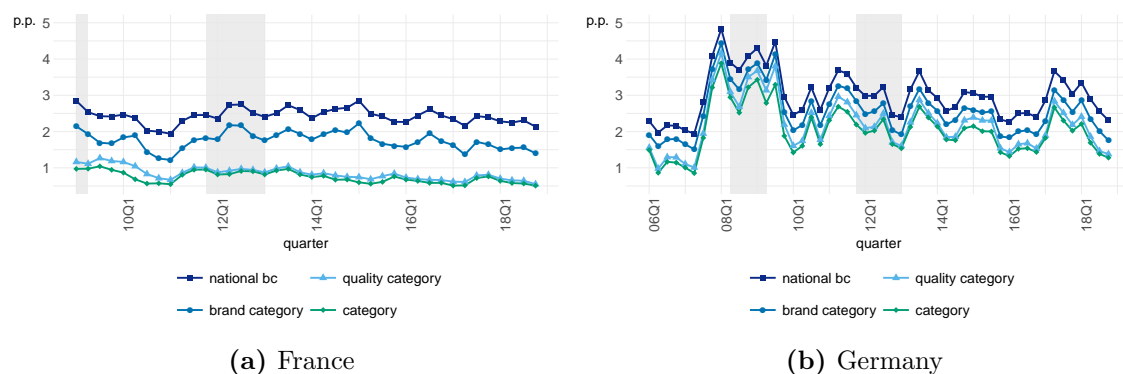 p.p.
5
4
3
2
1
10Q1
12Q1
14Q1
16Q1
18Q1
quarter
national bc
quality category
brand category
category
(a) France
p.p.
5
4
3
2
1
06Q1
08Q1
10Q1
12Q1
14Q1
16Q1
18Q1
quarter
national bc
quality category
brand category
category
(b) Germany